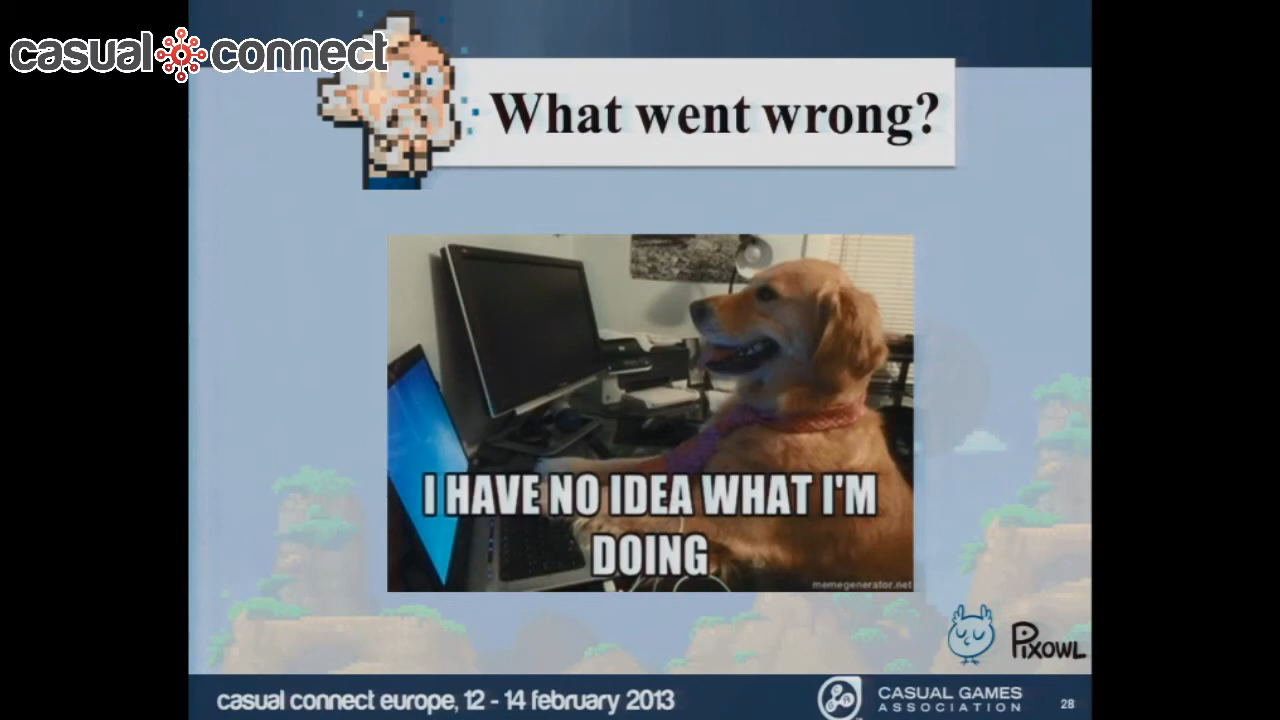 casual connect
What went wrong?
I HAVE NO IDEA WHAT I'M
DOING
memegenerator.net
PIXOWL
casual connect europe, 12 - 14 february 2013
CASUAL GAMES
ASSOCIATION
28